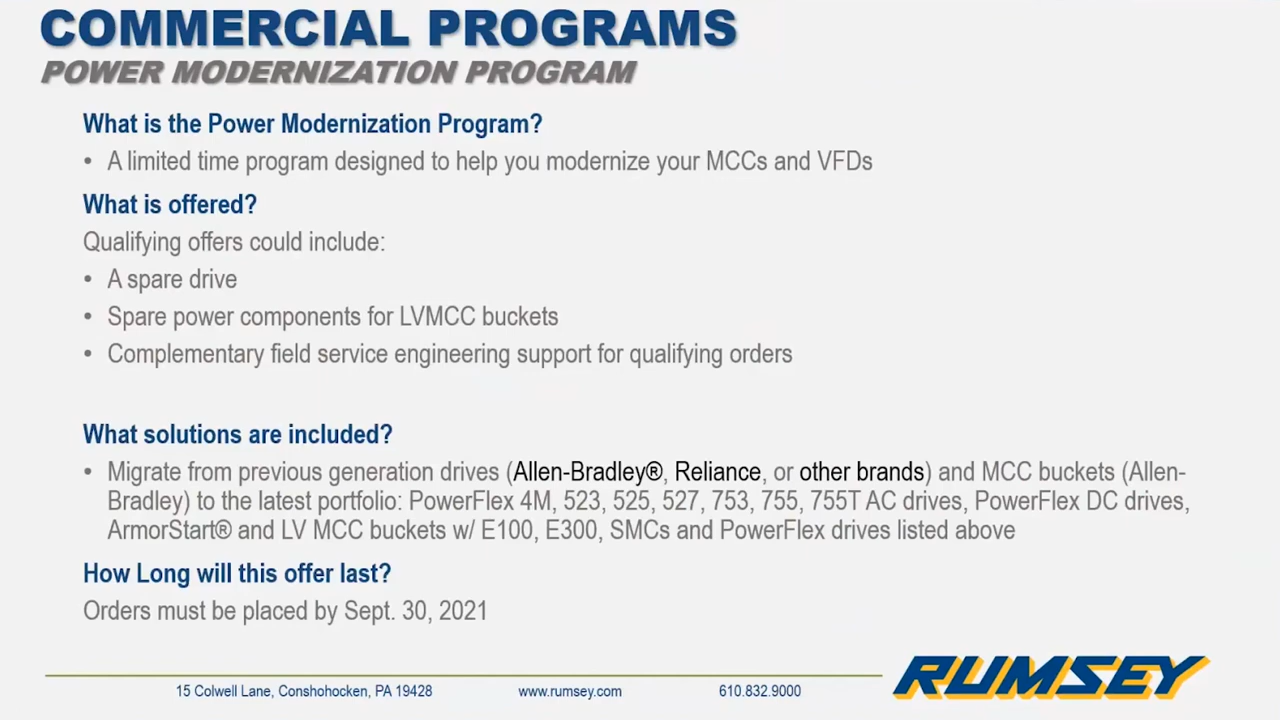 COMMERCIAL PROGRAMS
POWER MODERNIZATION PROGRAM
What is the Power Modernization Program?
• A limited time program designed to help you modernize your MCCs and VFDs
What is offered?
Qualifying offers could include:
• A spare drive
• Spare power components for LVMCC buckets
• Complementary field service engineering support for qualifying orders
What solutions are included?
• Migrate from previous generation drives (Allen-Bradley®, Reliance, or other brands) and MCC buckets (Allen-
Bradley) to the latest portfolio: PowerFlex 4M, 523, 525, 527, 753, 755, 755T AC drives, PowerFlex DC drives,
ArmorStart® and LV MCC buckets w/ E100, E300, SMCs and PowerFlex drives listed above
How Long will this offer last?
Orders must be placed by Sept. 30, 2021
15 Colwell Lane, Conshohocken, PA 19428 www.rumsey.com 610.832.9000
RUMSEY